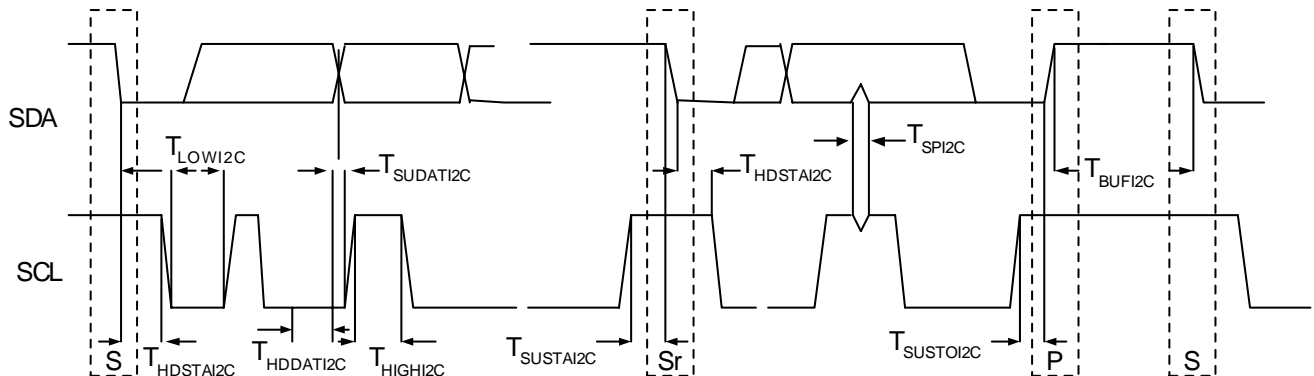 SDA
T_LOWI2C
T_SUDATI2C
T_HDSTAI2C
T_SPI2C
T_BUFI2C
SCL
S
T_HDSTAI2C
T_HDDATI2C
T_HIGHI2C
T_SUSTAI2C
Sr
T_SUSTOI2C
P
S